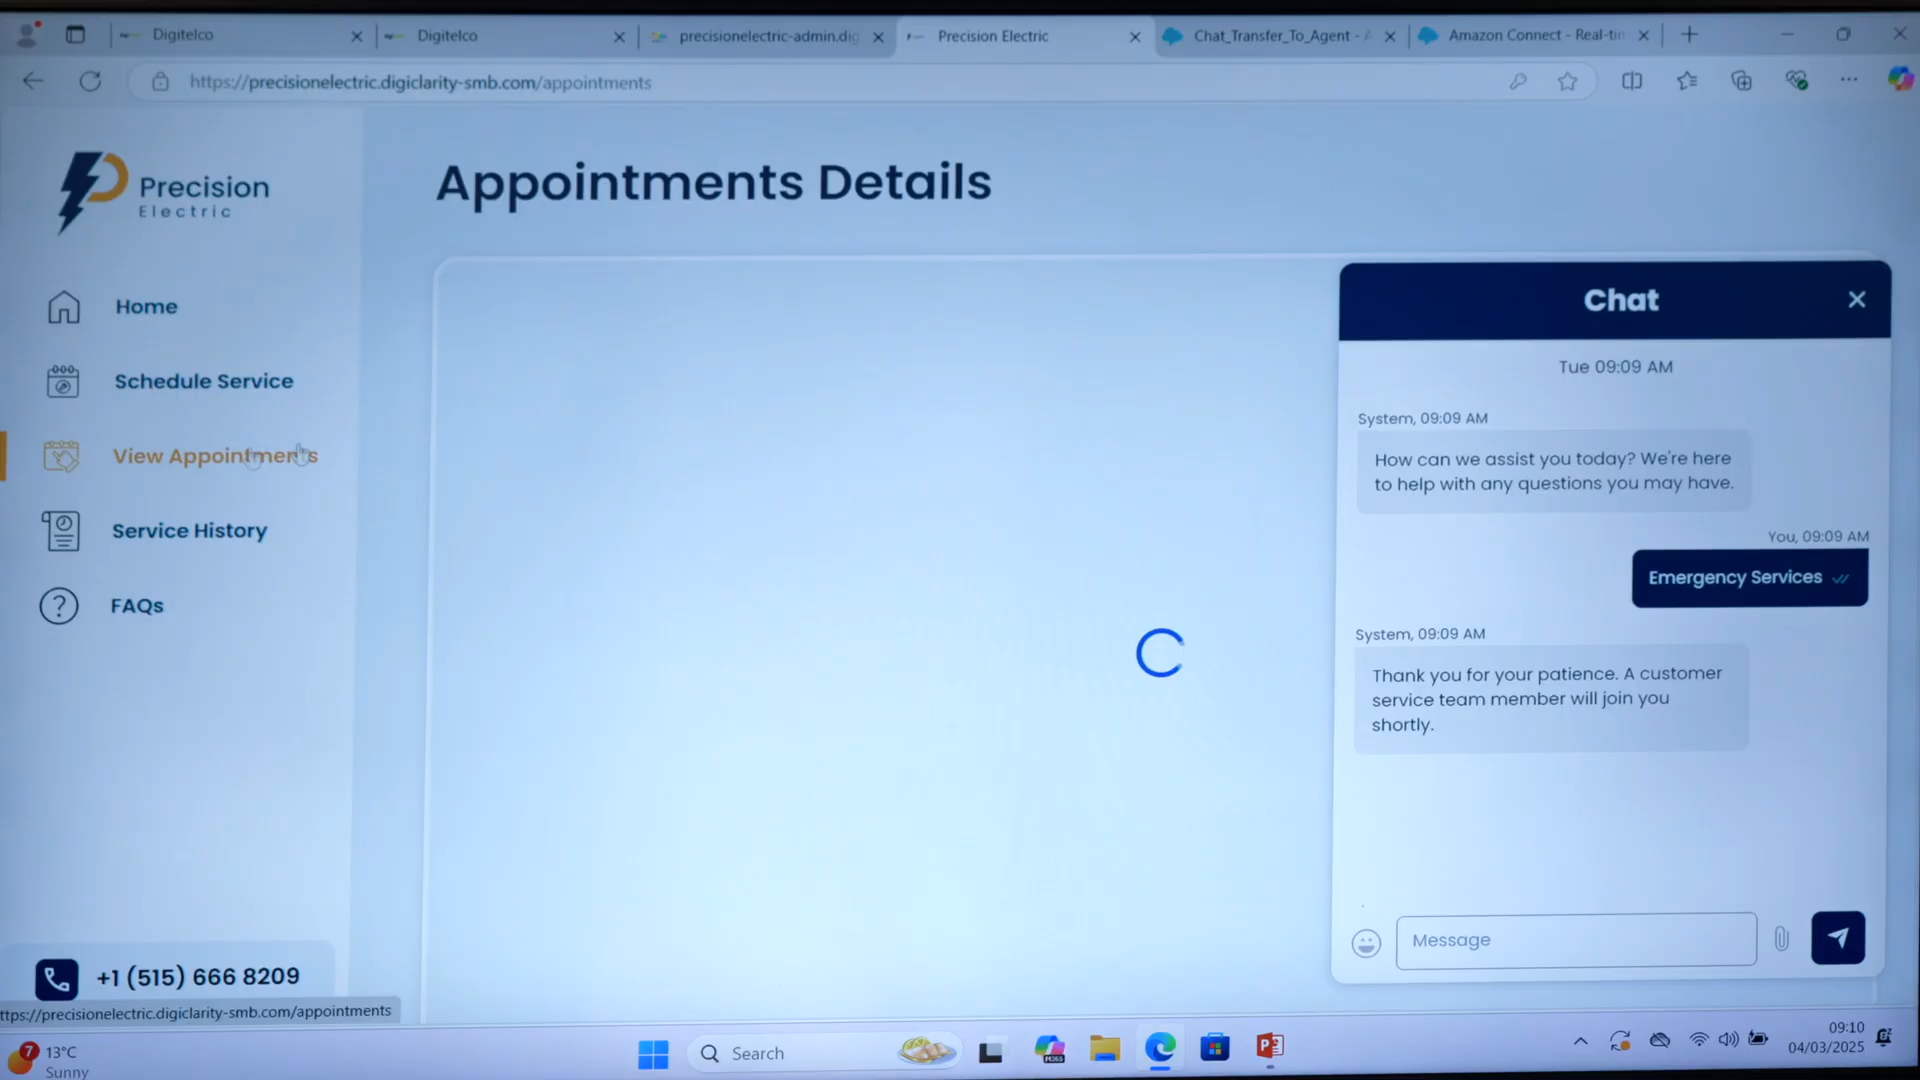 Digitelco
Digitelco
precisionelectric-admin.dig
Precision Electric
Chat_Transfer_To_Agent - A
Amazon Connect - Real-tin
https://precisionelectric.digiclarity-smb.com/appointments
Precision
Electric
Home
Schedule Service
View Appointments
Service History
FAQs
+1 (515) 666 8209
ttps://precisionelectric.digiclarity-smb.com/appointments
Appointments Details
Chat
Tue 09:09 AM
System, 09:09 AM
How can we assist you today? We're here
to help with any questions you may have.
You, 09:09 AM
Emergency Services
System, 09:09 AM
Thank you for your patience. A customer
service team member will join you
shortly.
Message
7
13°C
Sunny
Search
M365
09:10
04/03/2025